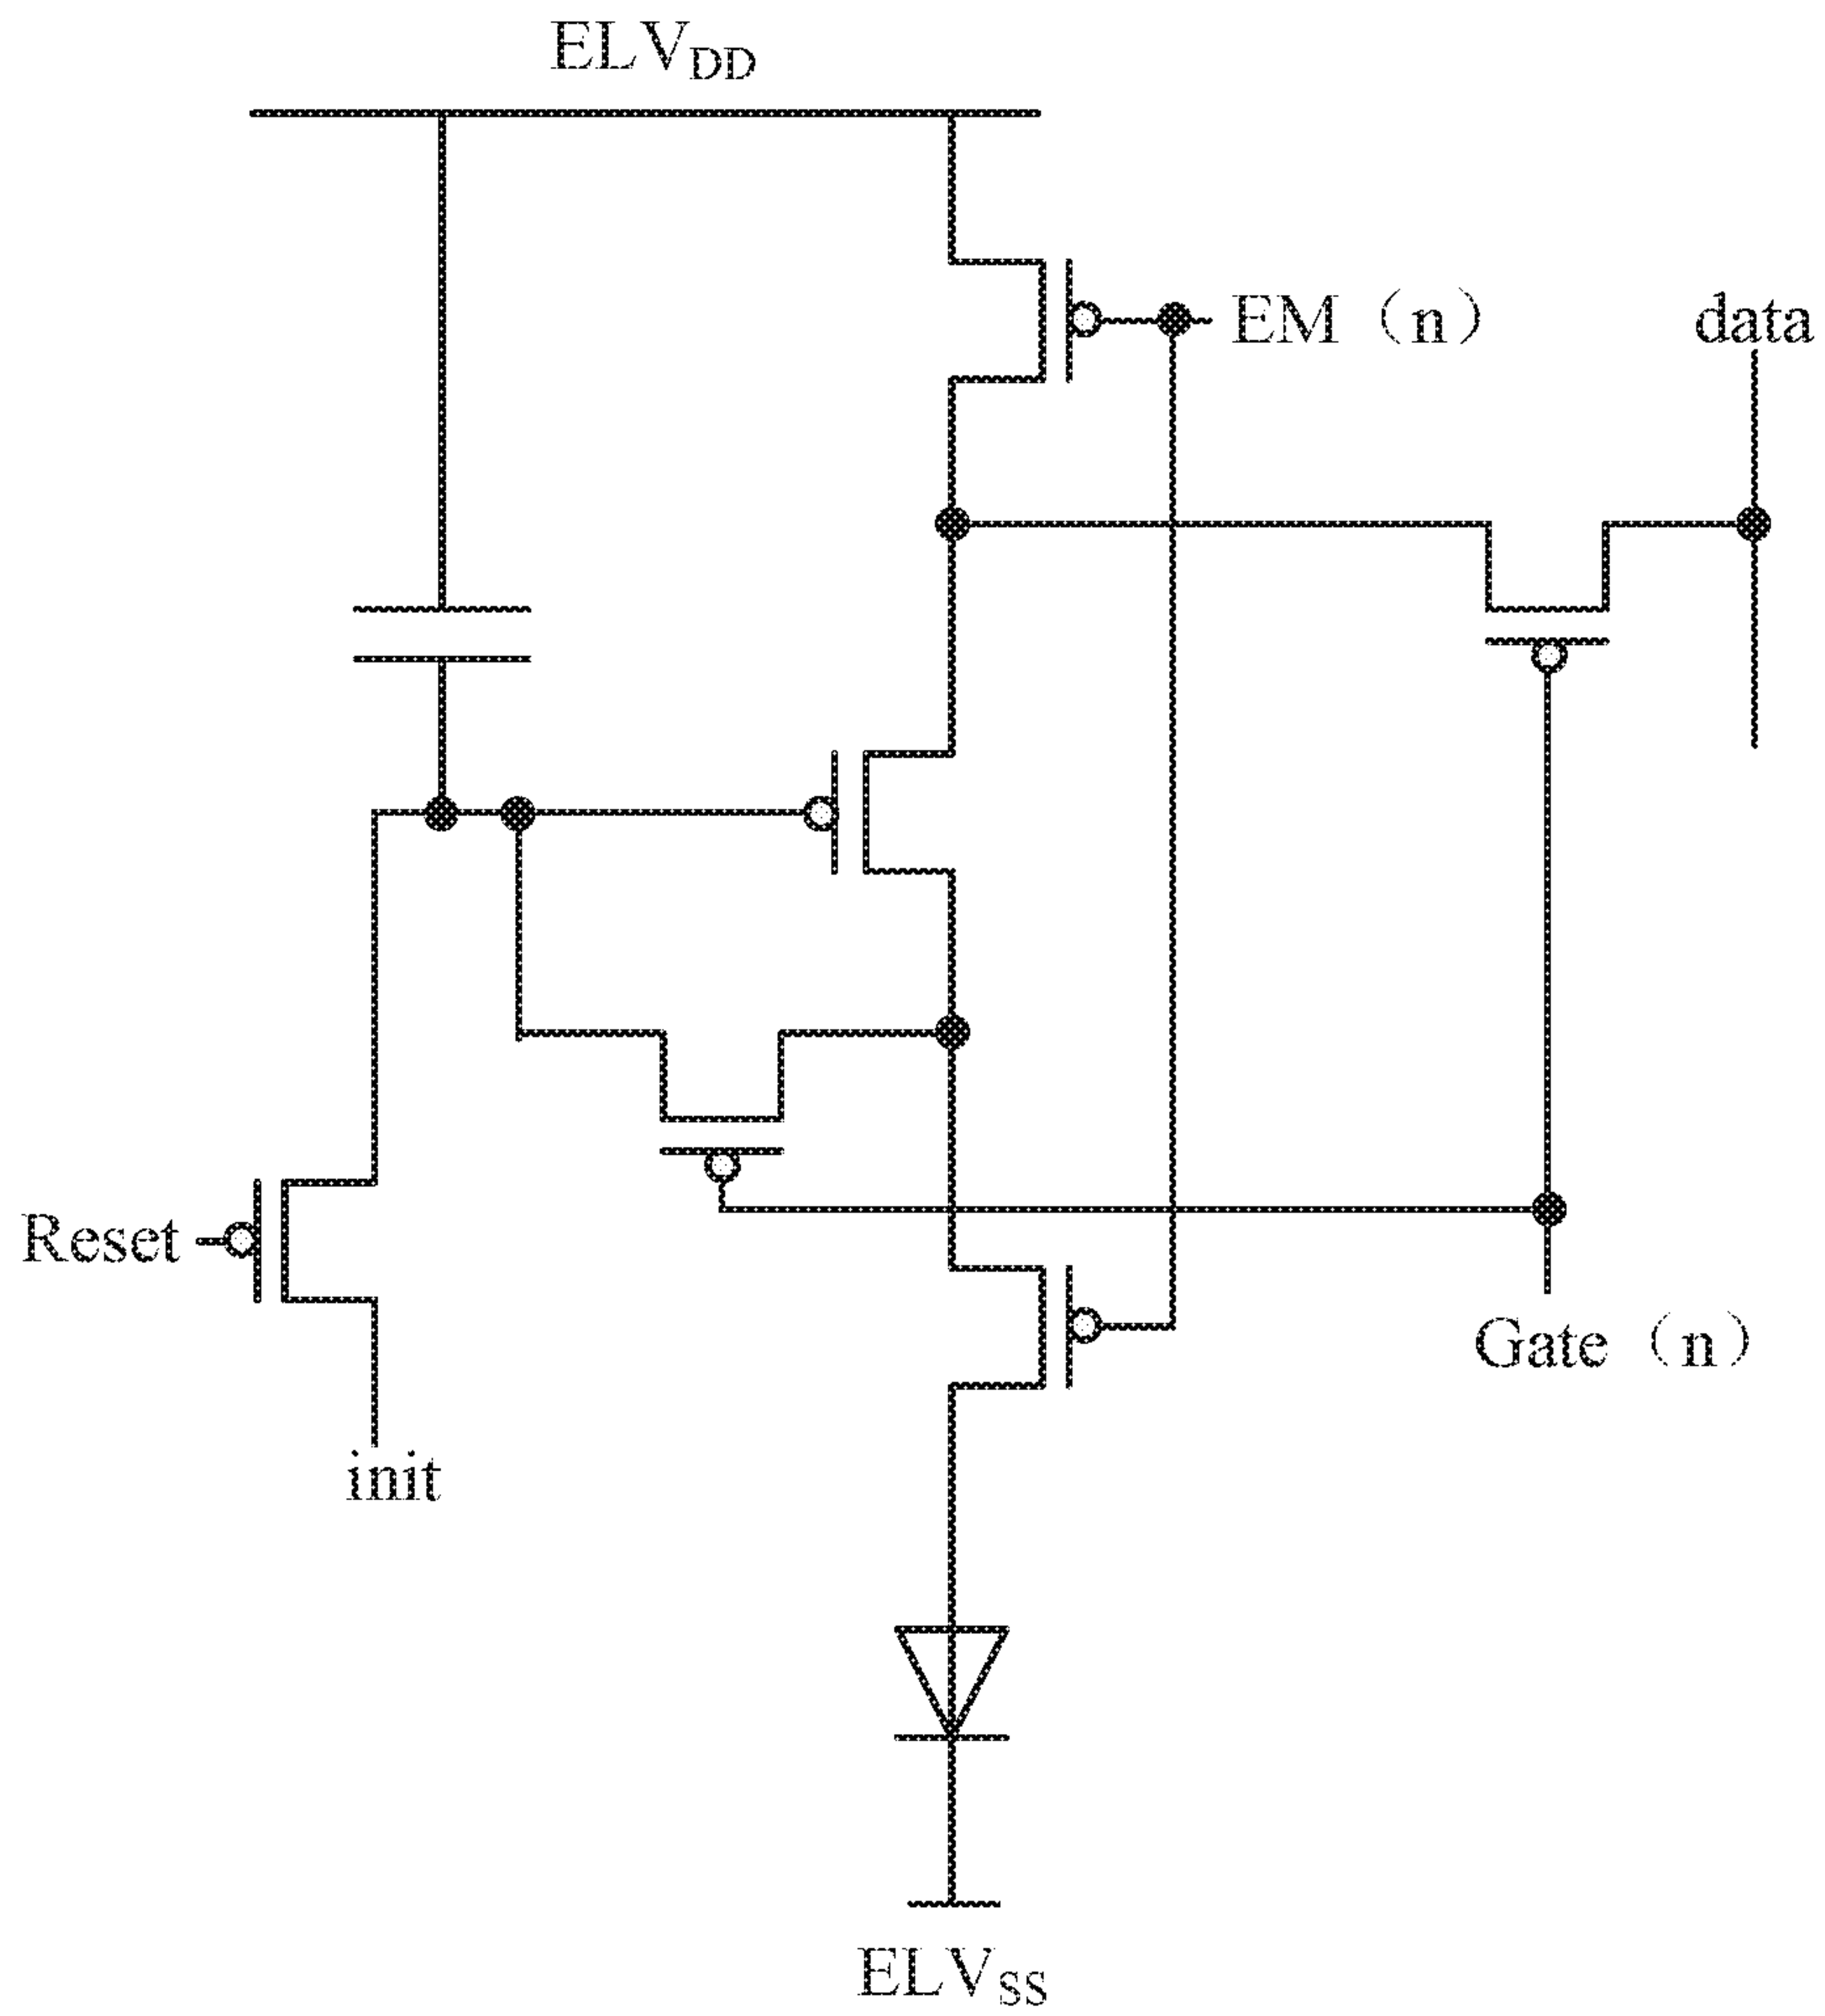 ELVDD
EM（n）
data
Reset
Gate（n）
init
ELVSS